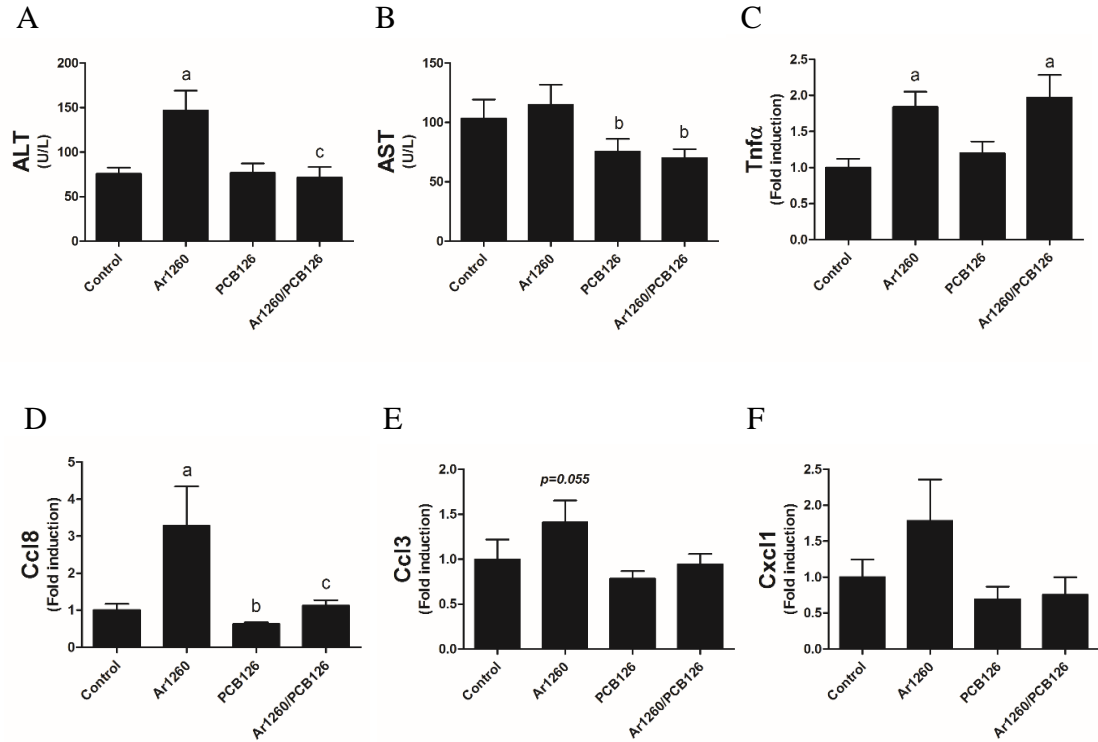 A
B
C
ALT
(U/L)
200
150
100
50
0
a
c
Control
Ar1260
PCB126
Ar1260/PCB126
AST
(U/L)
150
100
50
0
b
b
Control
Ar1260
PCB126
Ar1260/PCB126
Tnfα
(Fold induction)
2.5
2.0
1.5
1.0
0.5
0.0
a
a
Control
Ar1260
PCB126
Ar1260/PCB126
D
E
F
Ccl8
(Fold induction)
5
4
3
2
1
0
a
b
c
Control
Ar1260
PCB126
Ar1260/PCB126
Ccl3
(Fold induction)
2.0
1.5
1.0
0.5
0.0
p=0.055
Control
Ar1260
PCB126
Ar1260/PCB126
Cxcl1
(Fold induction)
2.5
2.0
1.5
1.0
0.5
0.0
Control
Ar1260
PCB126
Ar1260/PCB126